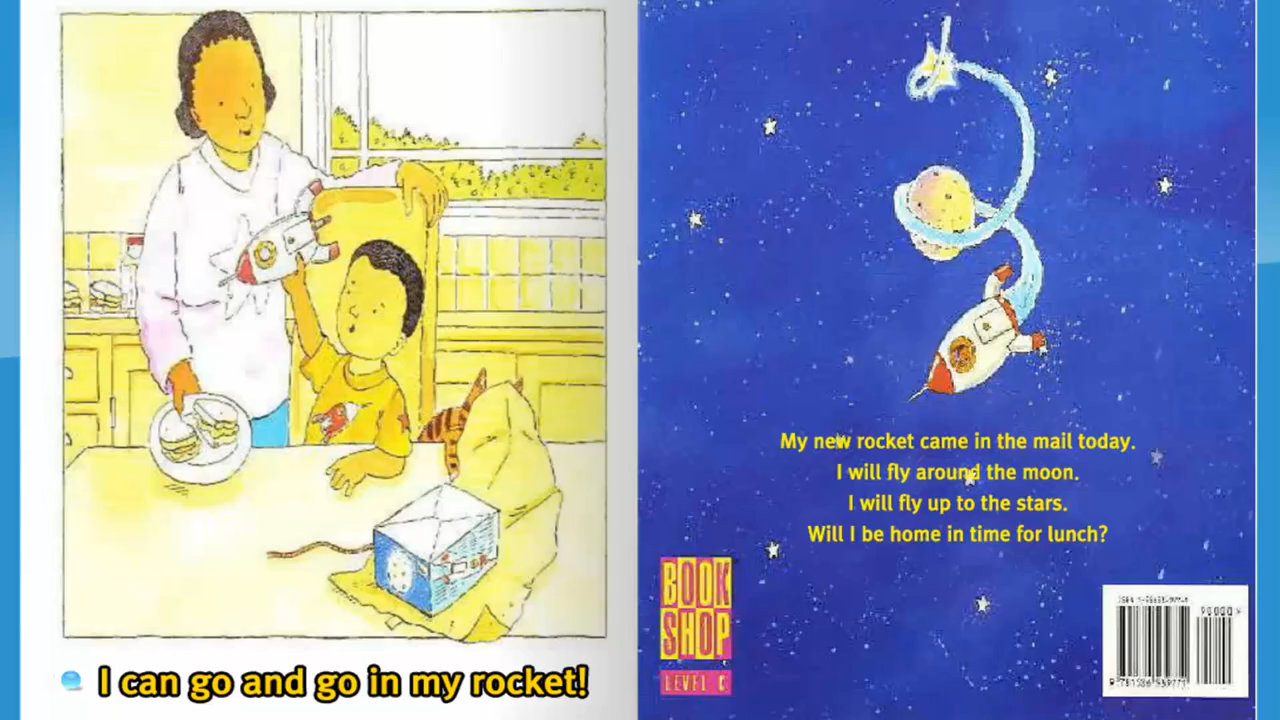 I can go and go in my rocket!
My new rocket came in the mail today.
I will fly around the moon.
I will fly up to the stars.
Will I be home in time for lunch?
BOOK
SHOP
LEVEL C
90000